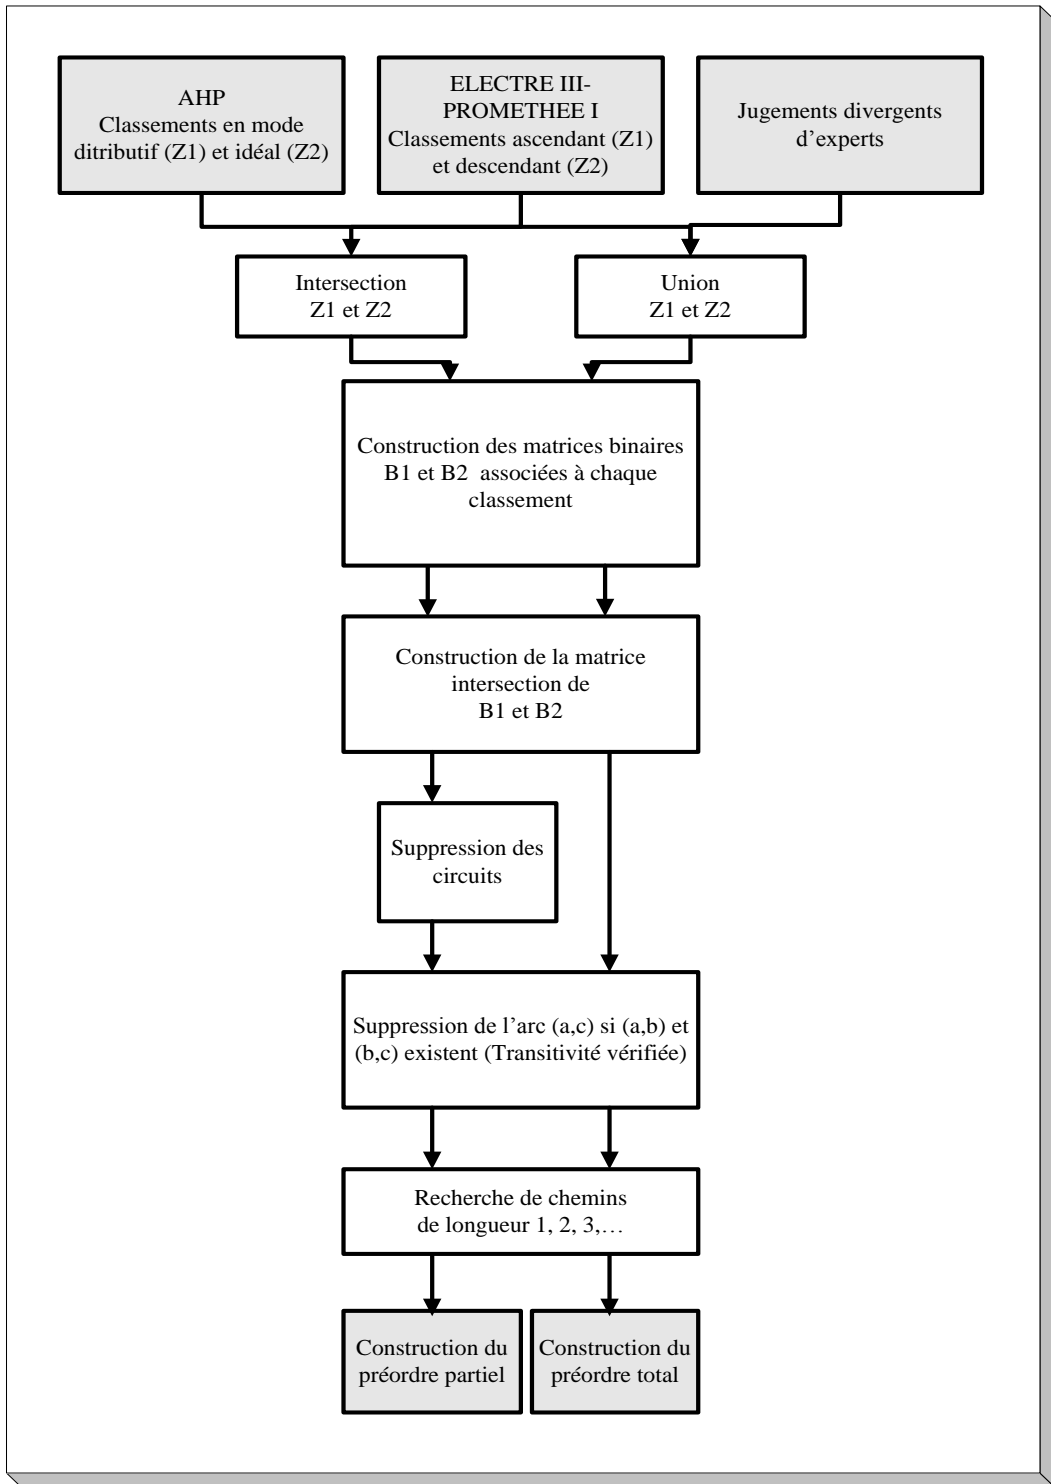 AHP
Classements en mode
ditributif (Z1) et idéal (Z2)
ELECTRE III-
PROMETHEE I
Classements ascendant (Z1)
et descendant (Z2)
Jugements divergents
d’experts
Intersection
Z1 et Z2
Union
Z1 et Z2
Construction des matrices binaires
B1 et B2 associées à chaque
classement
Construction de la matrice
intersection de
B1 et B2
Suppression des
circuits
Suppression de l’arc (a,c) si (a,b) et
(b,c) existent (Transitivité vérifiée)
Recherche de chemins
de longueur 1, 2, 3,…
Construction du
préordre partiel
Construction du
préordre total